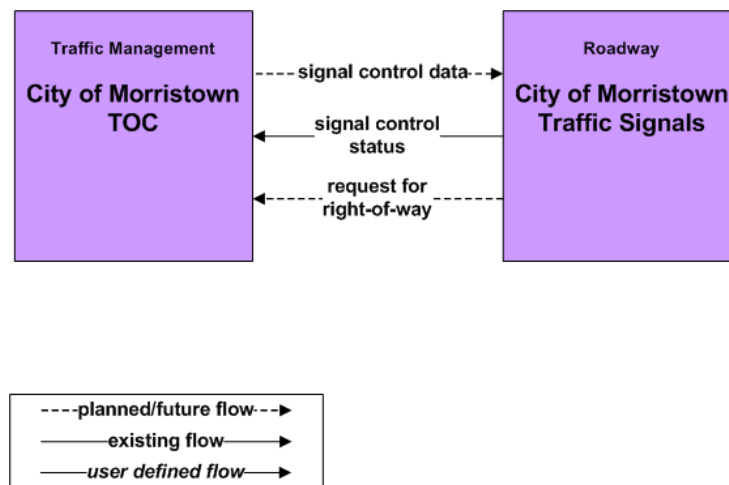 Traffic Management
City of Morristown
TOC
signal control data
signal control
status
request for
right-of-way
Roadway
City of Morristown
Traffic Signals
planned/future flow
existing flow
user defined flow